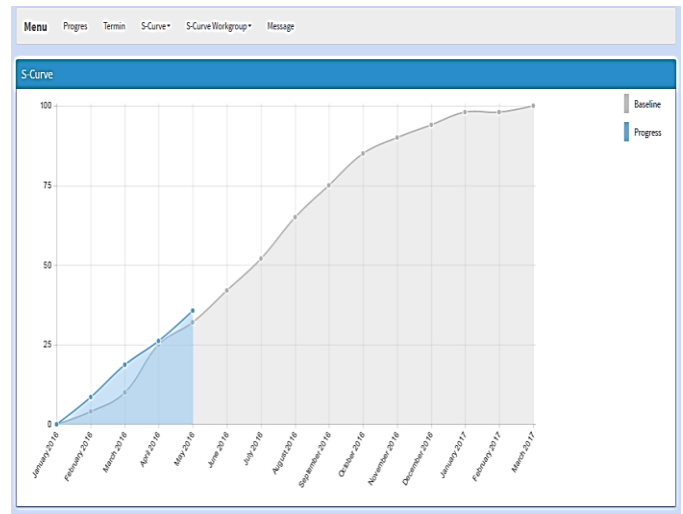 Menu Progres Termin S-Curve S-Curve Workgroup Message
S-Curve
Baseline
Progress
100
75
50
25
0
January 2016
February 2016
March 2016
April 2016
May 2016
June 2016
July 2016
August 2016
September 2016
October 2016
November 2016
December 2016
January 2017
February 2017
March 2017